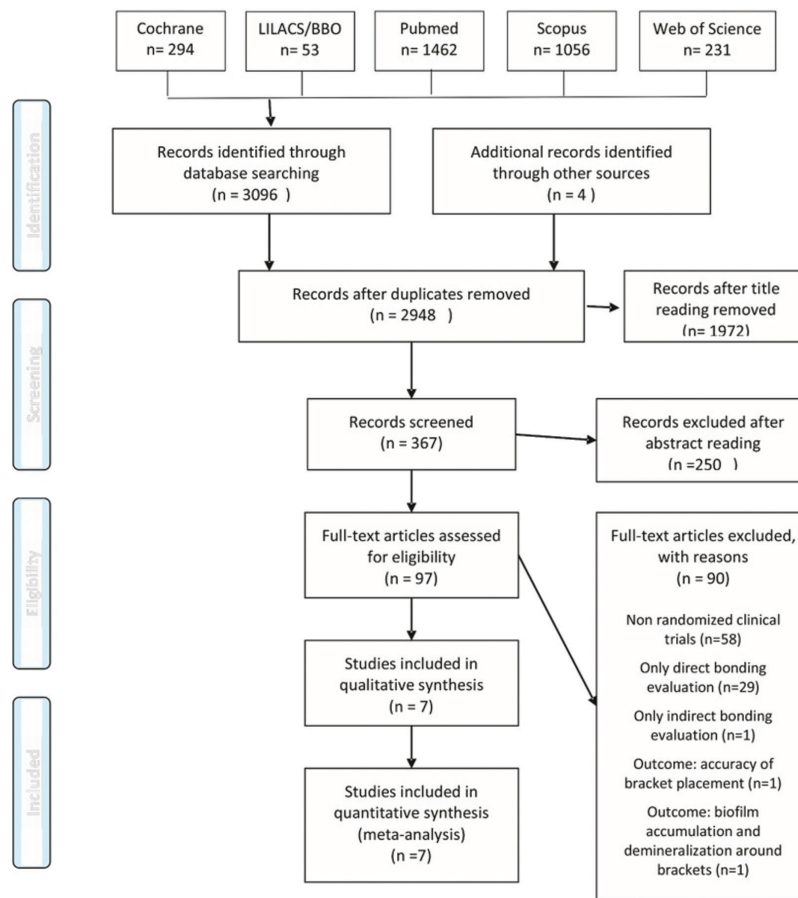 Cochrane
n= 294
LILACS/BBO
n= 53
Pubmed
n= 1462
Scopus
n= 1056
Web of Science
n= 231
Identification
Records identified through
database searching
(n = 3096 )
Additional records identified
through other sources
(n = 4 )
Records after duplicates removed
(n = 2948 )
Records after title
reading removed
(n= 1972)
Screening
Records screened
(n = 367)
Records excluded after
abstract reading
(n =250 )
Eligibility
Full-text articles assessed
for eligibility
(n = 97)
Full-text articles excluded,
with reasons
(n = 90)
Non randomized clinical
trials (n=58)
Only direct bonding
evaluation (n=29)
Only indirect bonding
evaluation (n=1)
Outcome: accuracy of
bracket placement (n=1)
Outcome: biofilm
accumulation and
demineralization around
brackets (n=1)
Studies included in
qualitative synthesis
(n = 7)
Included
Studies included in
quantitative synthesis
(meta-analysis)
(n =7)